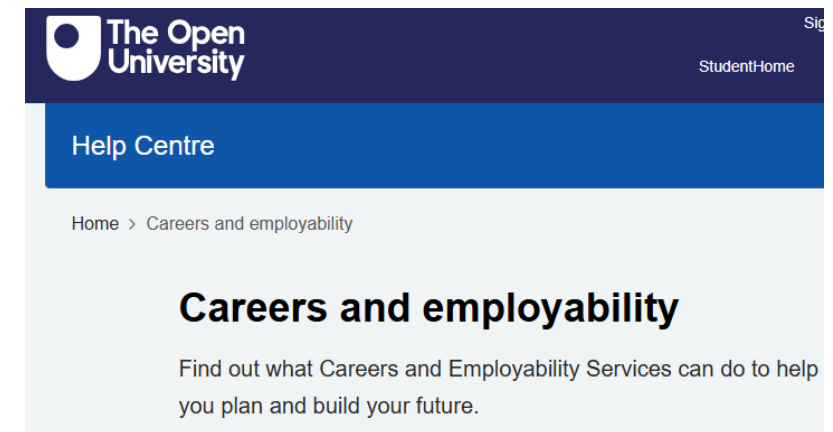 The Open
University
StudentHome
Help Centre
Home > Careers and employability
Careers and employability
Find out what Careers and Employability Services can do to help
you plan and build your future.